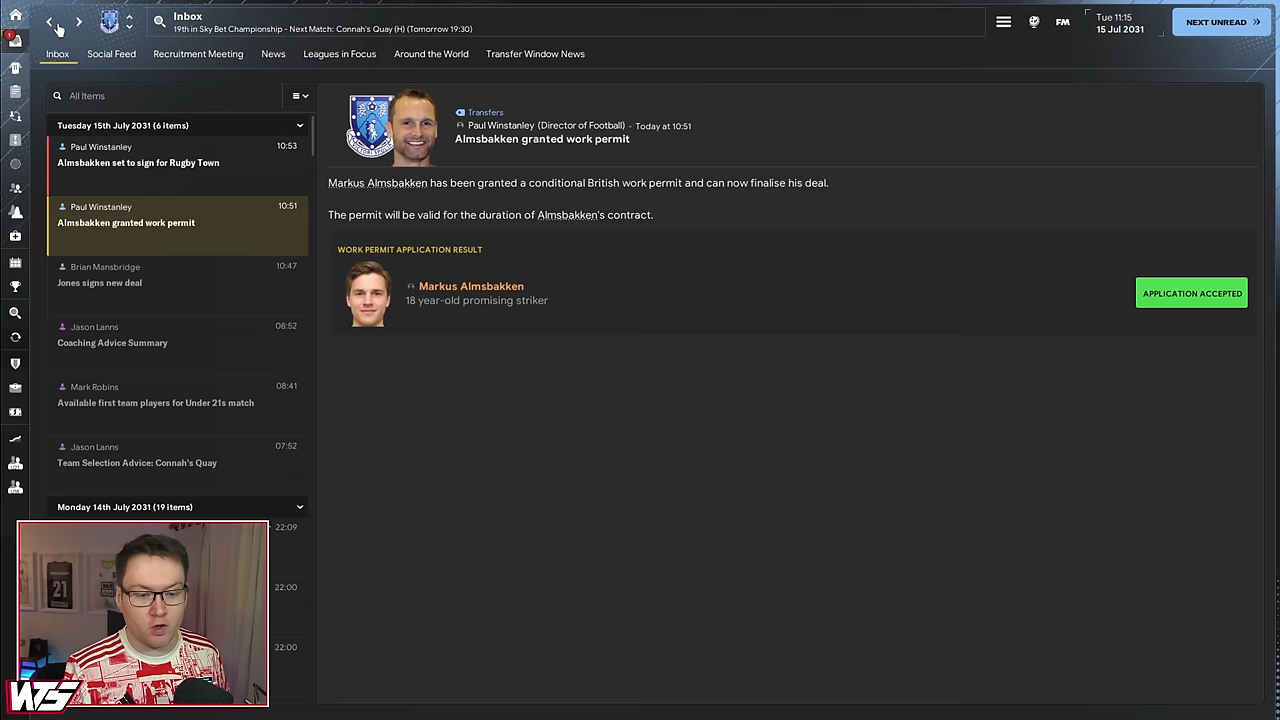 Inbox
19th in Sky Bet Championship - Next Match: Connah's Quay (H) (Tomorrow 19:30)
FM
Tue 11:15
15 Jul 2031
NEXT UNREAD
1
Inbox
Social Feed
Recruitment Meeting
News
Leagues in Focus
Around the World
Transfer Window News
All Items
Tuesday 15th July 2031 (6 items)
Paul Winstanley
10:53
Almsbakken set to sign for Rugby Town
Paul Winstanley
10:51
Almsbakken granted work permit
Brian Mansbridge
10:47
Jones signs new deal
Jason Lanns
08:52
Coaching Advice Summary
Mark Robins
08:41
Available first team players for Under 21s match
Jason Lanns
07:52
Team Selection Advice: Connah's Quay
Monday 14th July 2031 (19 items)
22:09
22:00
22:00
Transfers
Paul Winstanley (Director of Football) - Today at 10:51
Almsbakken granted work permit
Markus Almsbakken has been granted a conditional British work permit and can now finalise his deal.
The permit will be valid for the duration of Almsbakken's contract.
WORK PERMIT APPLICATION RESULT
Markus Almsbakken
18 year-old promising striker
APPLICATION ACCEPTED
21
WTS